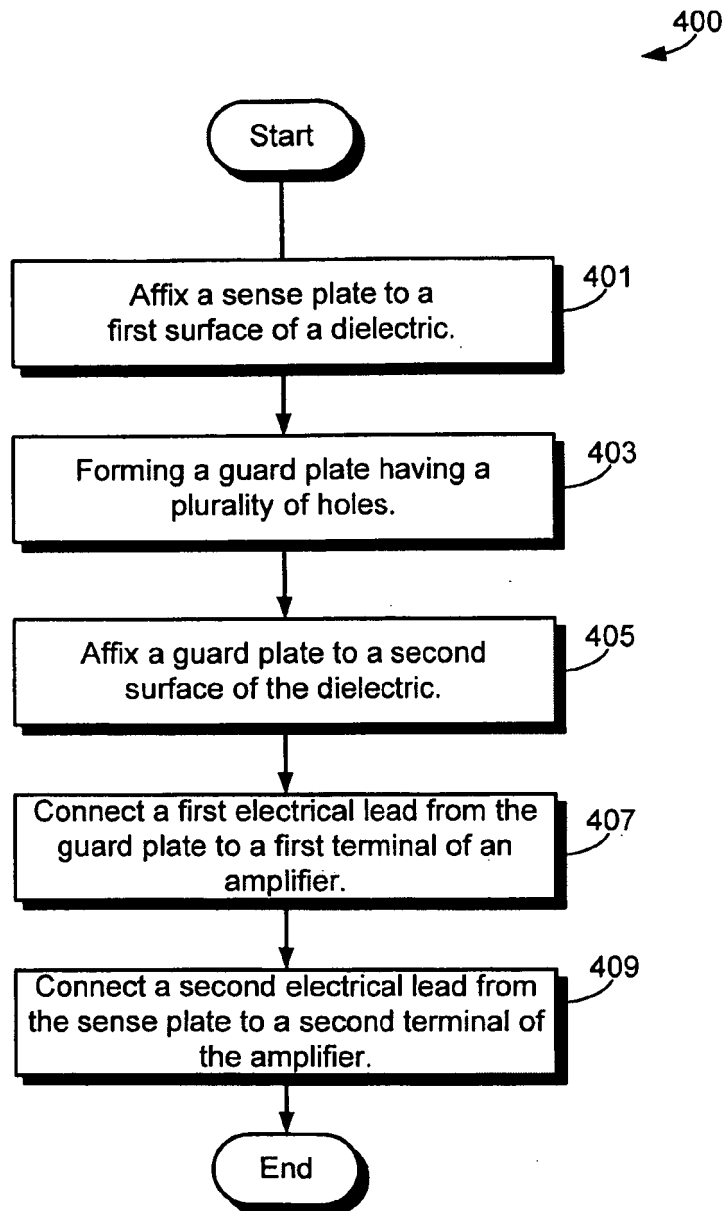 400
Start
Affix a sense plate to a
first surface of a dielectric.
401
Forming a guard plate having a
plurality of holes.
403
Affix a guard plate to a second
surface of the dielectric.
405
Connect a first electrical lead from the
guard plate to a first terminal of an
amplifier.
407
Connect a second electrical lead from
the sense plate to a second terminal of
the amplifier.
409
End